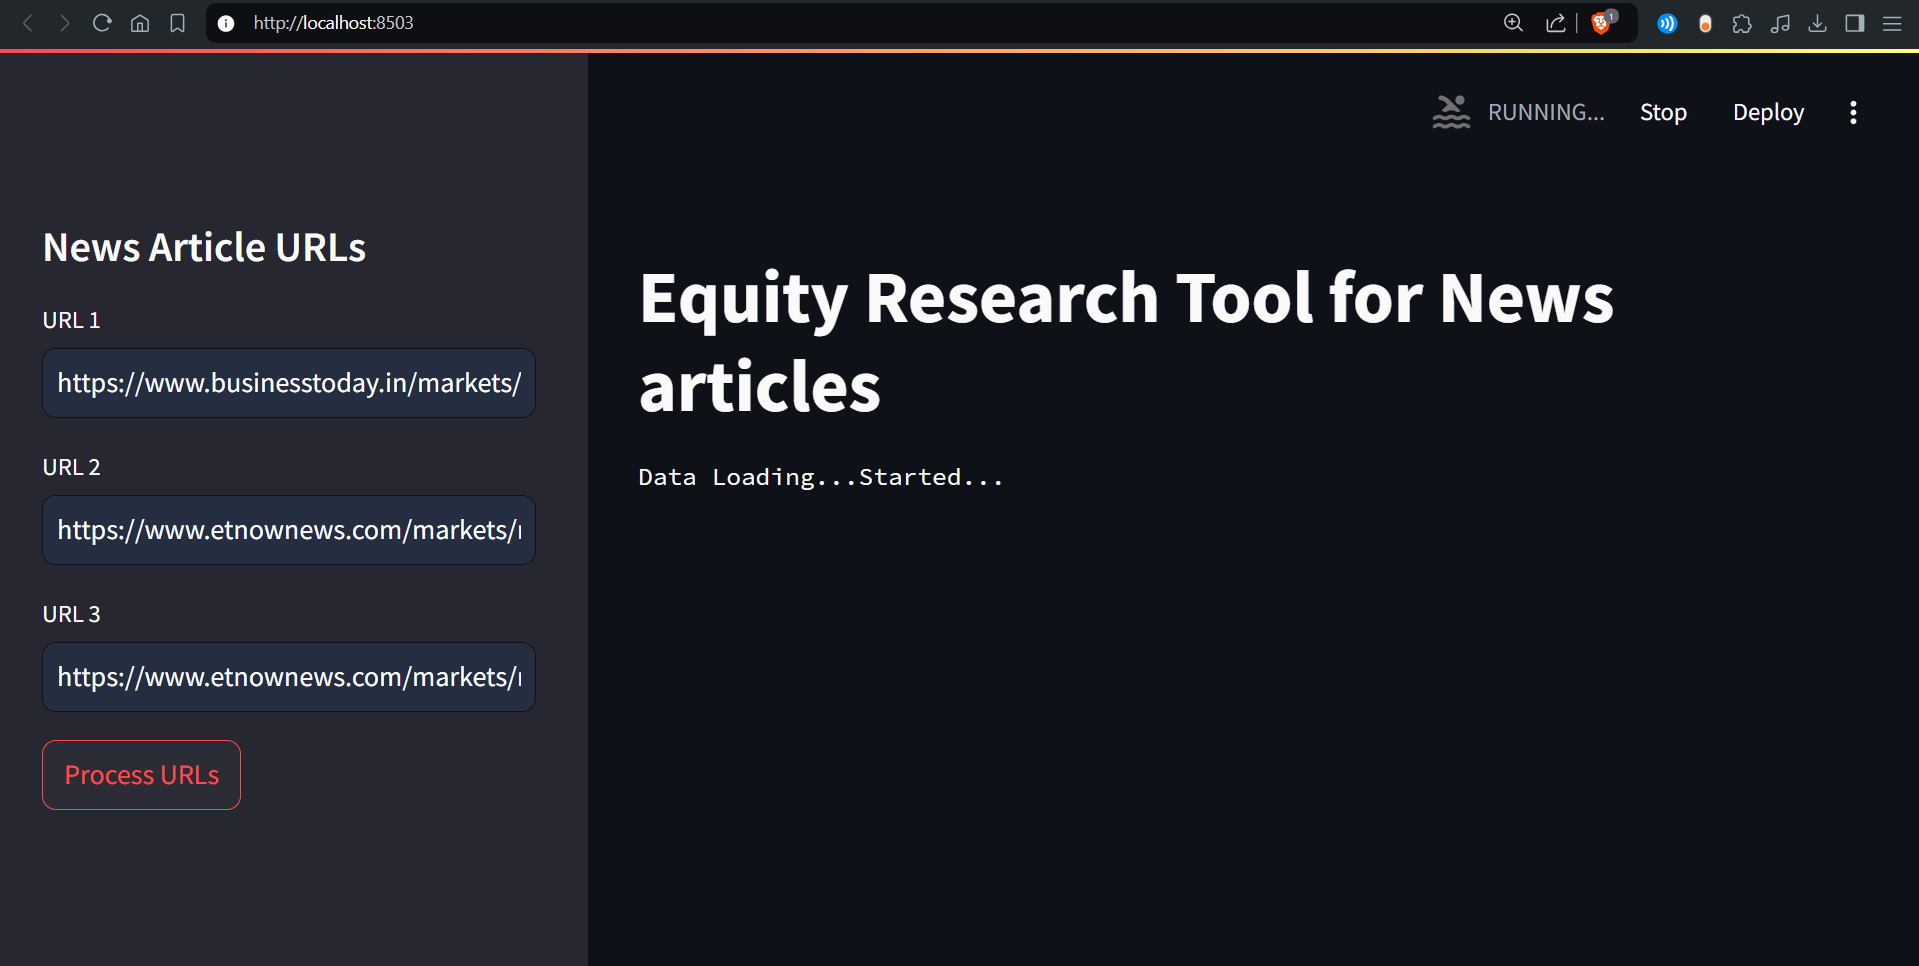 http://localhost:8503
1
RUNNING...
Stop
Deploy
News Article URLs
URL 1
https://www.businesstoday.in/markets/
URL 2
https://www.etnownews.com/markets/
URL 3
https://www.etnownews.com/markets/
Process URLs
Equity Research Tool for News
articles
Data Loading...Started...